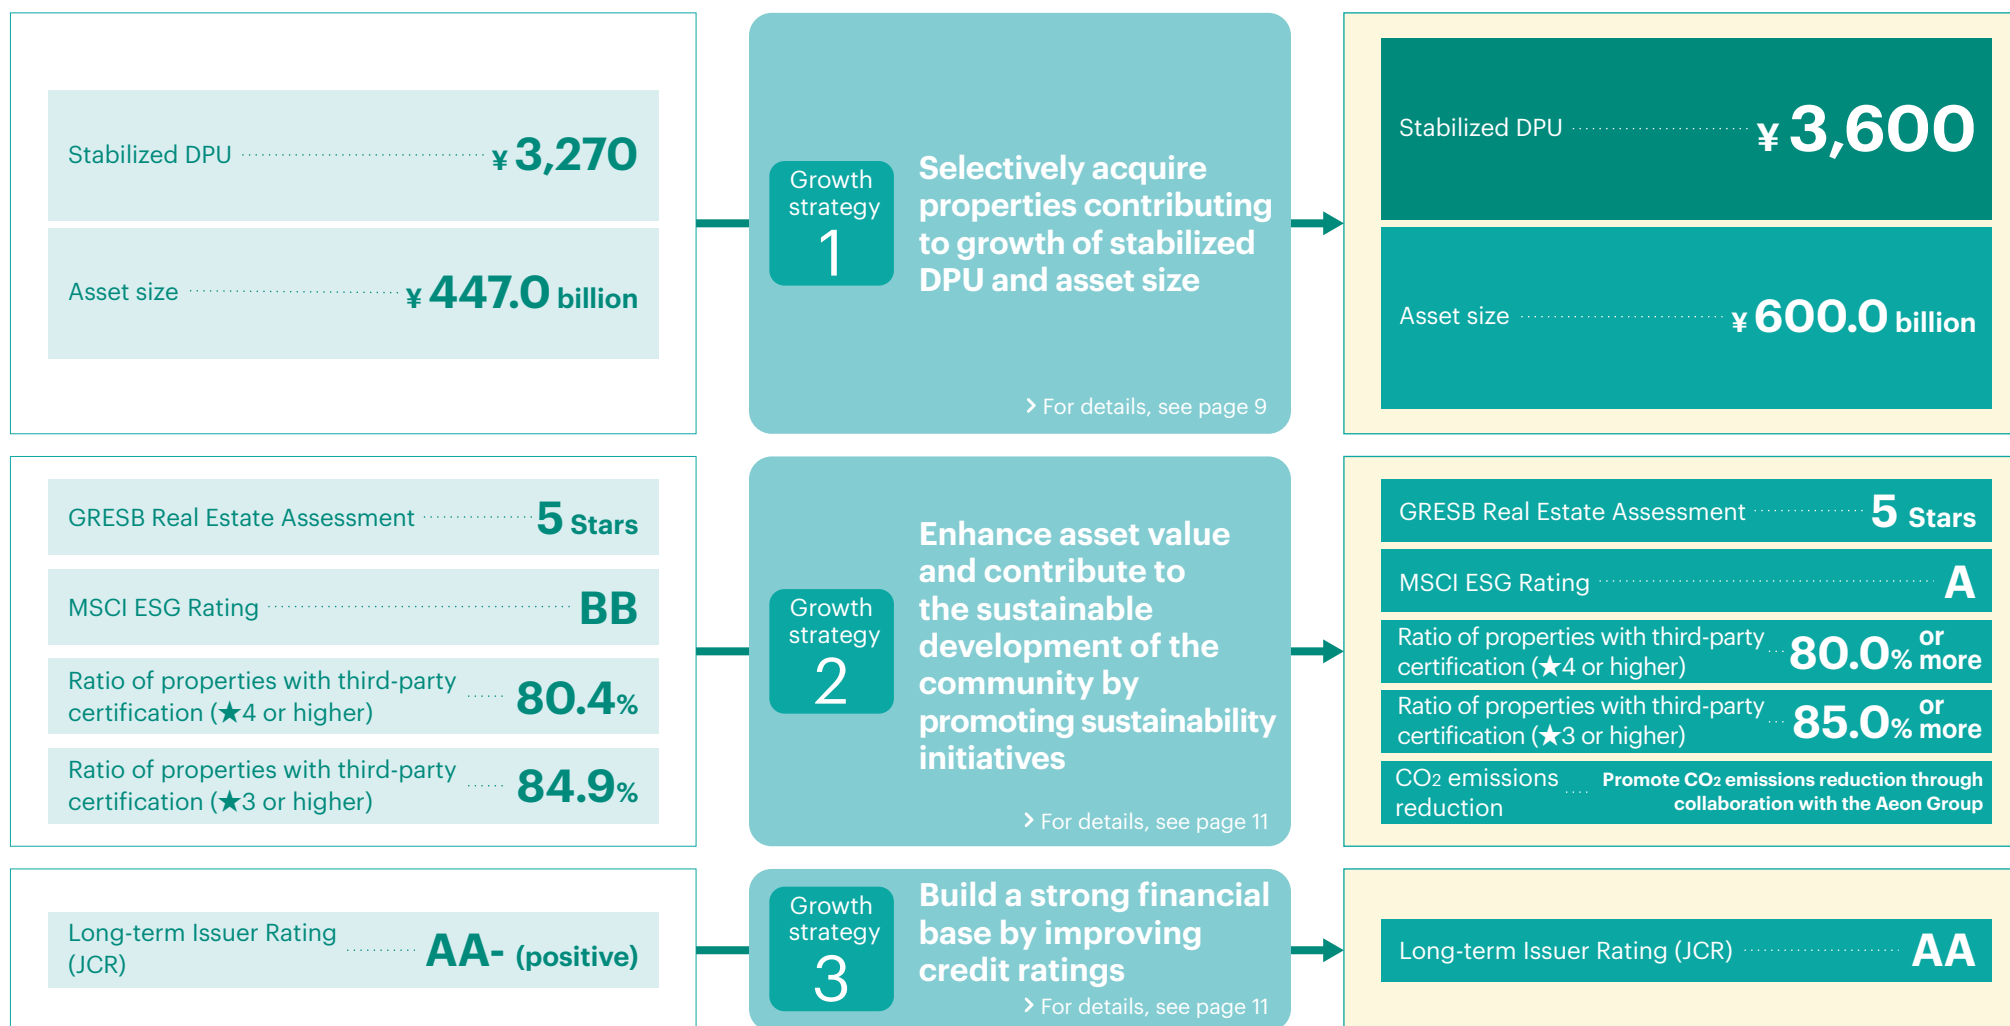 Stabilized DPU ¥ 3,270
Asset size ¥ 447.0 billion
Growth
strategy
1
Selectively acquire
properties contributing
to growth of stabilized
DPU and asset size
> For details, see page 9
Stabilized DPU ¥ 3,600
Asset size ¥ 600.0 billion
GRESB Real Estate Assessment 5 Stars
MSCI ESG Rating BB
Ratio of properties with third-party
certification (★4 or higher) 80.4%
Ratio of properties with third-party
certification (★3 or higher) 84.9%
Growth
strategy
2
Enhance asset value
and contribute to
the sustainable
development of the
community by
promoting sustainability
initiatives
> For details, see page 11
GRESB Real Estate Assessment 5 Stars
MSCI ESG Rating A
Ratio of properties with third-party
certification (★4 or higher) 80.0% or more
Ratio of properties with third-party
certification (★3 or higher) 85.0% or more
CO2 emissions
reduction
Promote CO2 emissions reduction through
collaboration with the Aeon Group
Long-term Issuer Rating
(JCR) AA- (positive)
Growth
strategy
3
Build a strong financial
base by improving
credit ratings
> For details, see page 11
Long-term Issuer Rating (JCR) AA